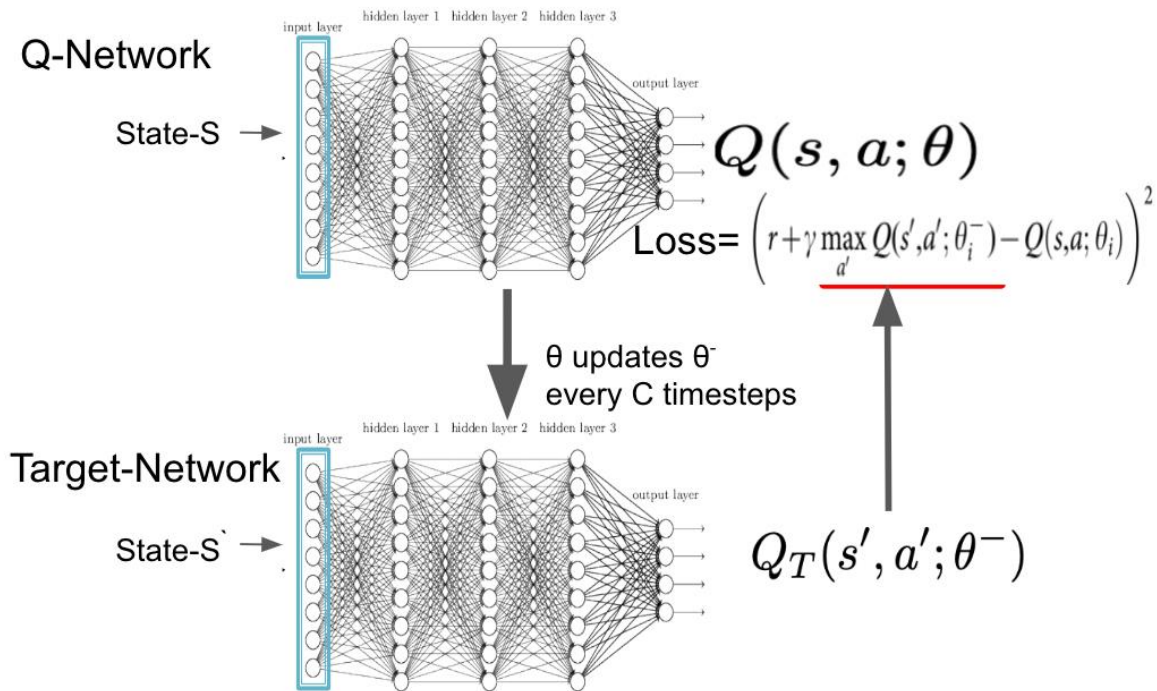 hidden layer 1 hidden layer 2 hidden layer 3
input layer
Q-Network
output layer
State-S
Q(s, a; θ)
Loss= (r+γ max Q(s′,a′;θᵢ⁻)−Q(s,a;θᵢ))²
a′
θ updates θ⁻
every C timesteps
hidden layer 1 hidden layer 2 hidden layer 3
input layer
Target-Network
output layer
State-S`
Q_T(s′, a′; θ⁻)